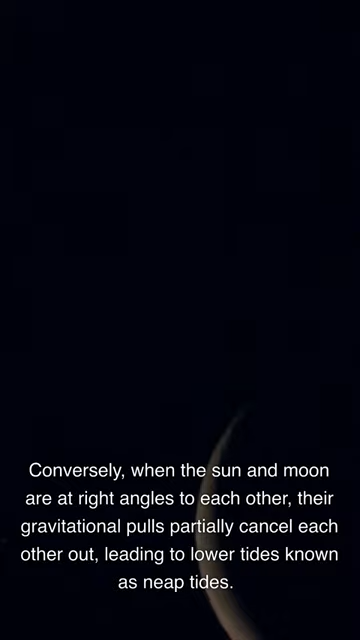 Conversely, when the sun and moon
are at right angles to each other, their
gravitational pulls partially cancel each
other out, leading to lower tides known
as neap tides.